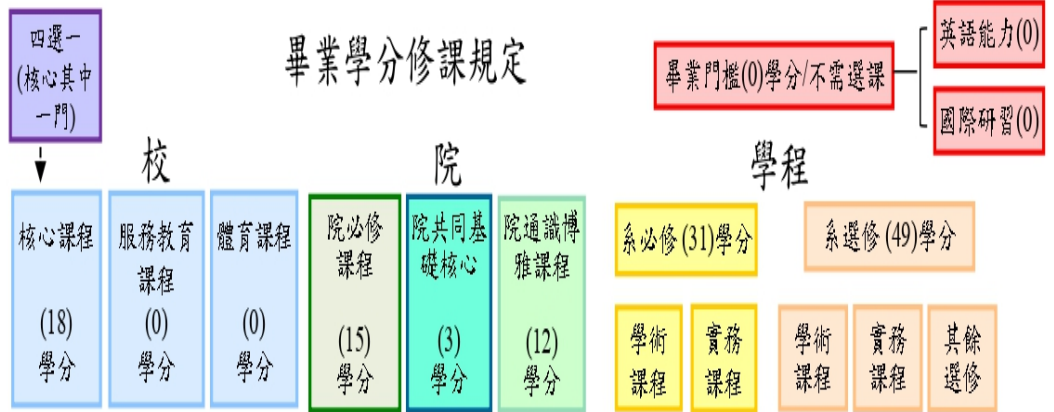 四選一
(核心其中
一門)
畢業學分修課規定
畢業門檻(0)學分/不需選課
英語能力(0)
國際研習(0)
校
院
學程
核心課程
(18)
學分
服務教育
課程
(0)
學分
體育課程
(0)
學分
院必修
課程
(15)
學分
院共同基
礎核心
(3)
學分
院通識博
雅課程
(12)
學分
系必修 (31)學分
系選修 (49)學分
學術
課程
實務
課程
學術
課程
實務
課程
其餘
選修